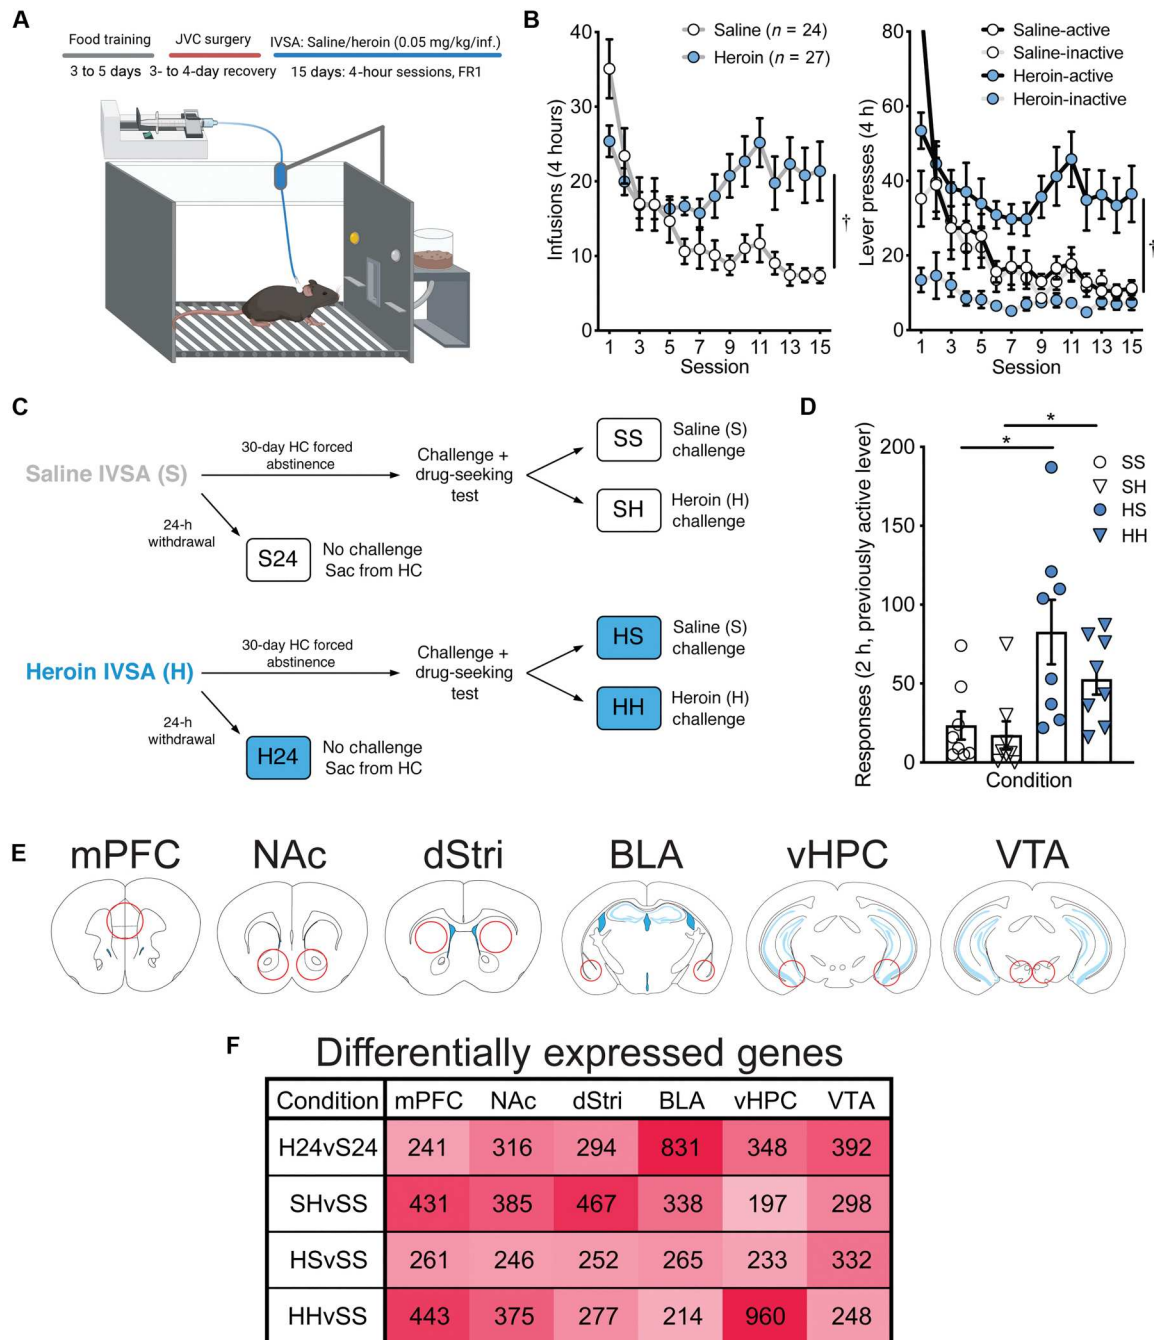 A
Food training
JVC surgery
IVSA: Saline/heroin (0.05 mg/kg/inf.)
3 to 5 days
3- to 4-day recovery
15 days: 4-hour sessions, FR1
B
Infusions (4 hours)
40
30
20
10
0
Saline (n = 24)
Heroin (n = 27)
†
1 3 5 7 9 11 13 15
Session
Lever presses (4 h)
80
60
40
20
0
Saline-active
Saline-inactive
Heroin-active
Heroin-inactive
†
1 3 5 7 9 11 13 15
Session
C
Saline IVSA (S)
30-day HC forced
abstinence
Challenge +
drug-seeking
test
SS
Saline (S)
challenge
SH
Heroin (H)
challenge
24-h
withdrawal
S24
No challenge
Sac from HC
Heroin IVSA (H)
30-day HC forced
abstinence
Challenge +
drug-seeking
test
HS
Saline (S)
challenge
HH
Heroin (H)
challenge
24-h
withdrawal
H24
No challenge
Sac from HC
D
Responses (2 h, previously active level)
200
150
100
50
0
*
*
SS
SH
HS
HH
Condition
E
mPFC NAc dStri BLA vHPC VTA
F
Differentially expressed genes
Condition mPFC NAc dStri BLA vHPC VTA
H24vS24 241 316 294 831 348 392
SHvSS 431 385 467 338 197 298
HSvSS 261 246 252 265 233 332
HHvSS 443 375 277 214 960 248